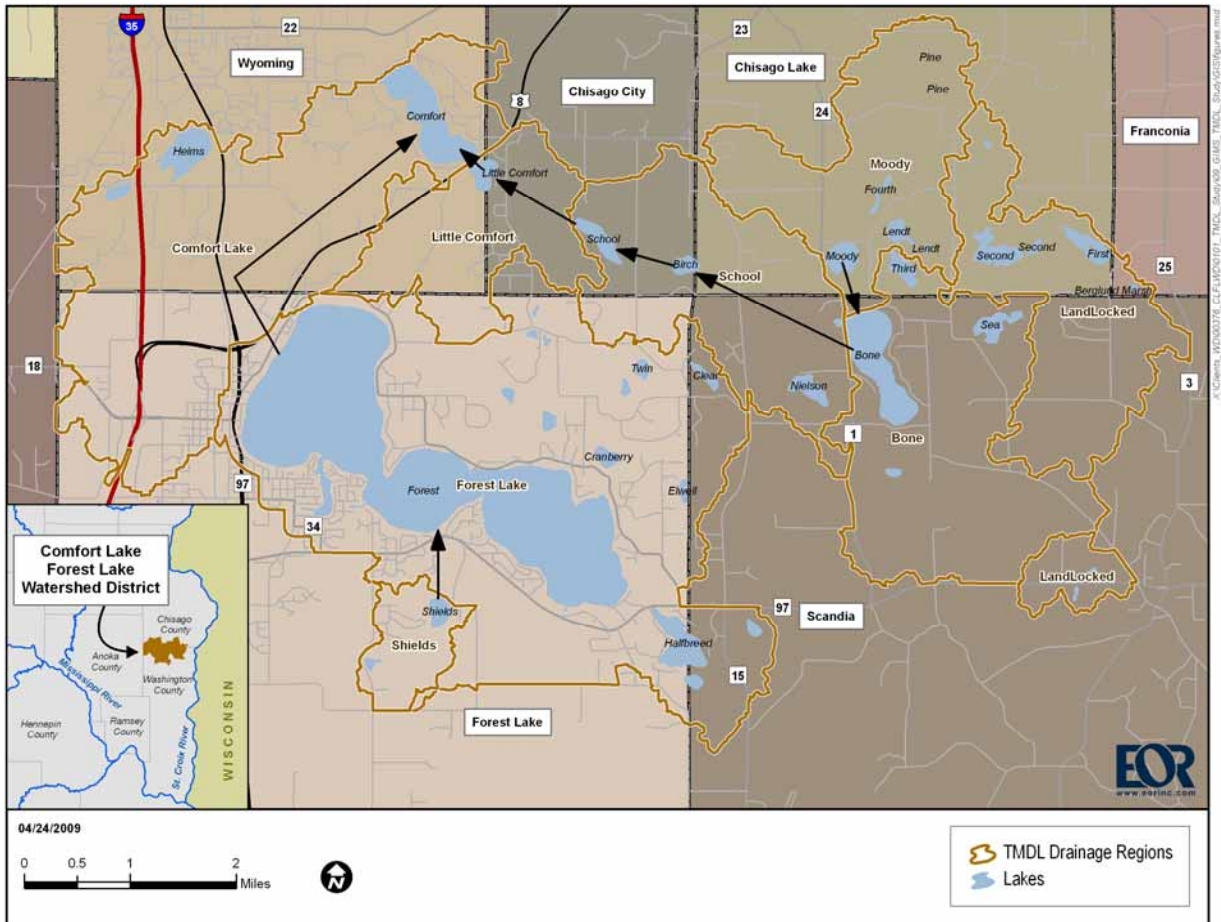 35
22
Wyoming
23
Chisago Lake
Pine
Pine
8
Chisago City
24
Franconia
Comfort
Helms
Moody
Little Comfort
Fourth
Comfort Lake
Little Comfort
School
Lendt
Lendt
Second
Second
First
Birch
School
Moody
Third
25
Berglund Marsh
LandLocked
Sea
18
Bone
Twin
Clear
Nielson
3
1
Bone
Cranberry
97
Forest
Forest Lake
Elwell
34
LandLocked
Shields
97
Scandia
Shields
Halfbreed
15
Forest Lake
Comfort Lake
Forest Lake
Watershed District
Chisago
County
Anoka
County
Mississippi River
Washington
County
Hennepin
County
Ramsey
County
St. Croix River
WISCONSIN
EOR
www.eorinc.com
04/24/2009
0 0.5 1 2
Miles
N
TMDL Drainage Regions
Lakes